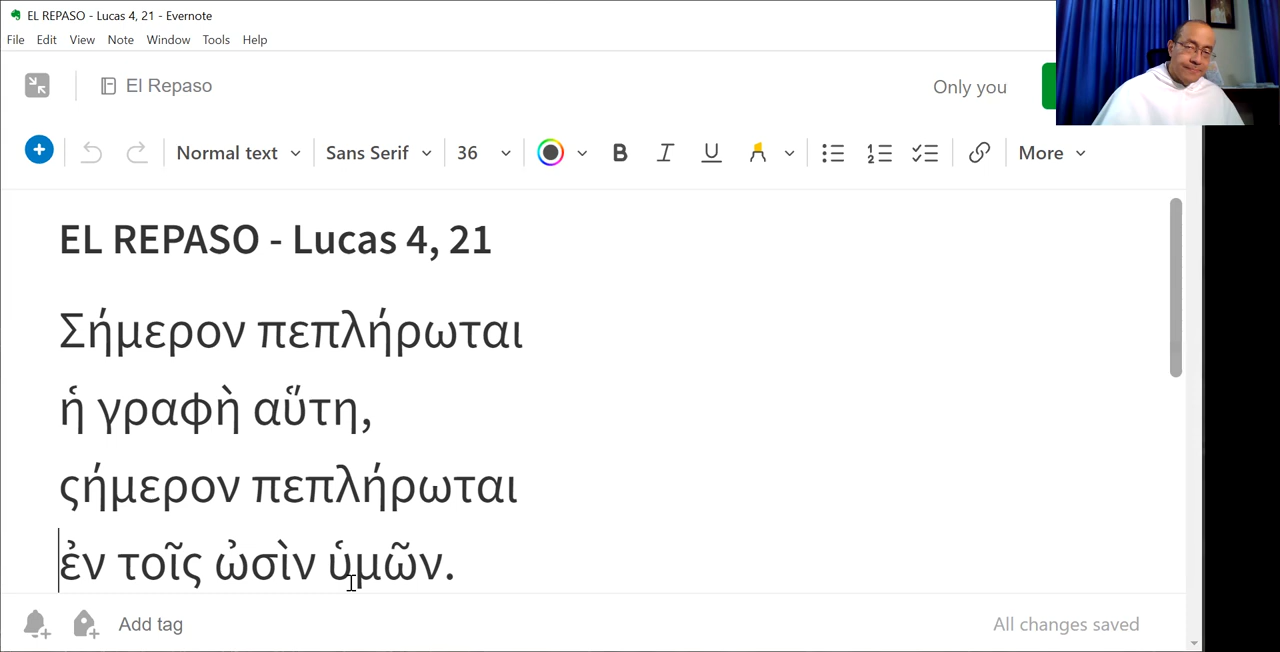 EL REPASO - Lucas 4, 21 - Evernote
File Edit View Note Window Tools Help
El Repaso
Only you
Normal text Sans Serif 36 B I U More
EL REPASO - Lucas 4, 21
Σήμερον πεπλήρωται
ἡ γραφὴ αὕτη,
ςήμερον πεπλήρωται
ἐν τοῖς ὠσὶν ὑμῶν.
Add tag
All changes saved